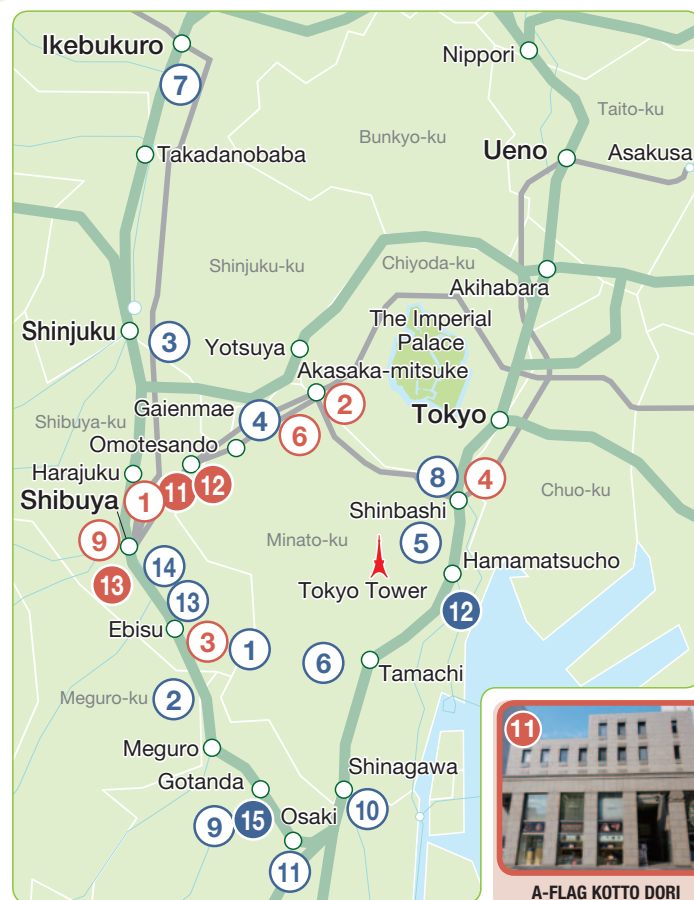 Ikebukuro
7
Nippori
Taito-ku
Bunkyo-ku
Takadanobaba
Ueno
Asakusa
Shinjuku-ku
Chiyoda-ku
Akihabara
The Imperial
Palace
Shinjuku
3
Yotsuya
Akasaka-mitsuke
2
Gaienmae
4
6
Tokyo
Shibuya-ku
Omotesando
Harajuku
Shibuya
1
11
12
8
4
Chuo-ku
Shinbashi
9
Minato-ku
5
13
14
Hamamatsucho
Tokyo Tower
13
12
Ebisu
3
1
6
Tamachi
Meguro-ku
2
Meguro
Gotanda
Shinagawa
9
15
Osaki
10
11
11
A-FLAG KOTTO DORI